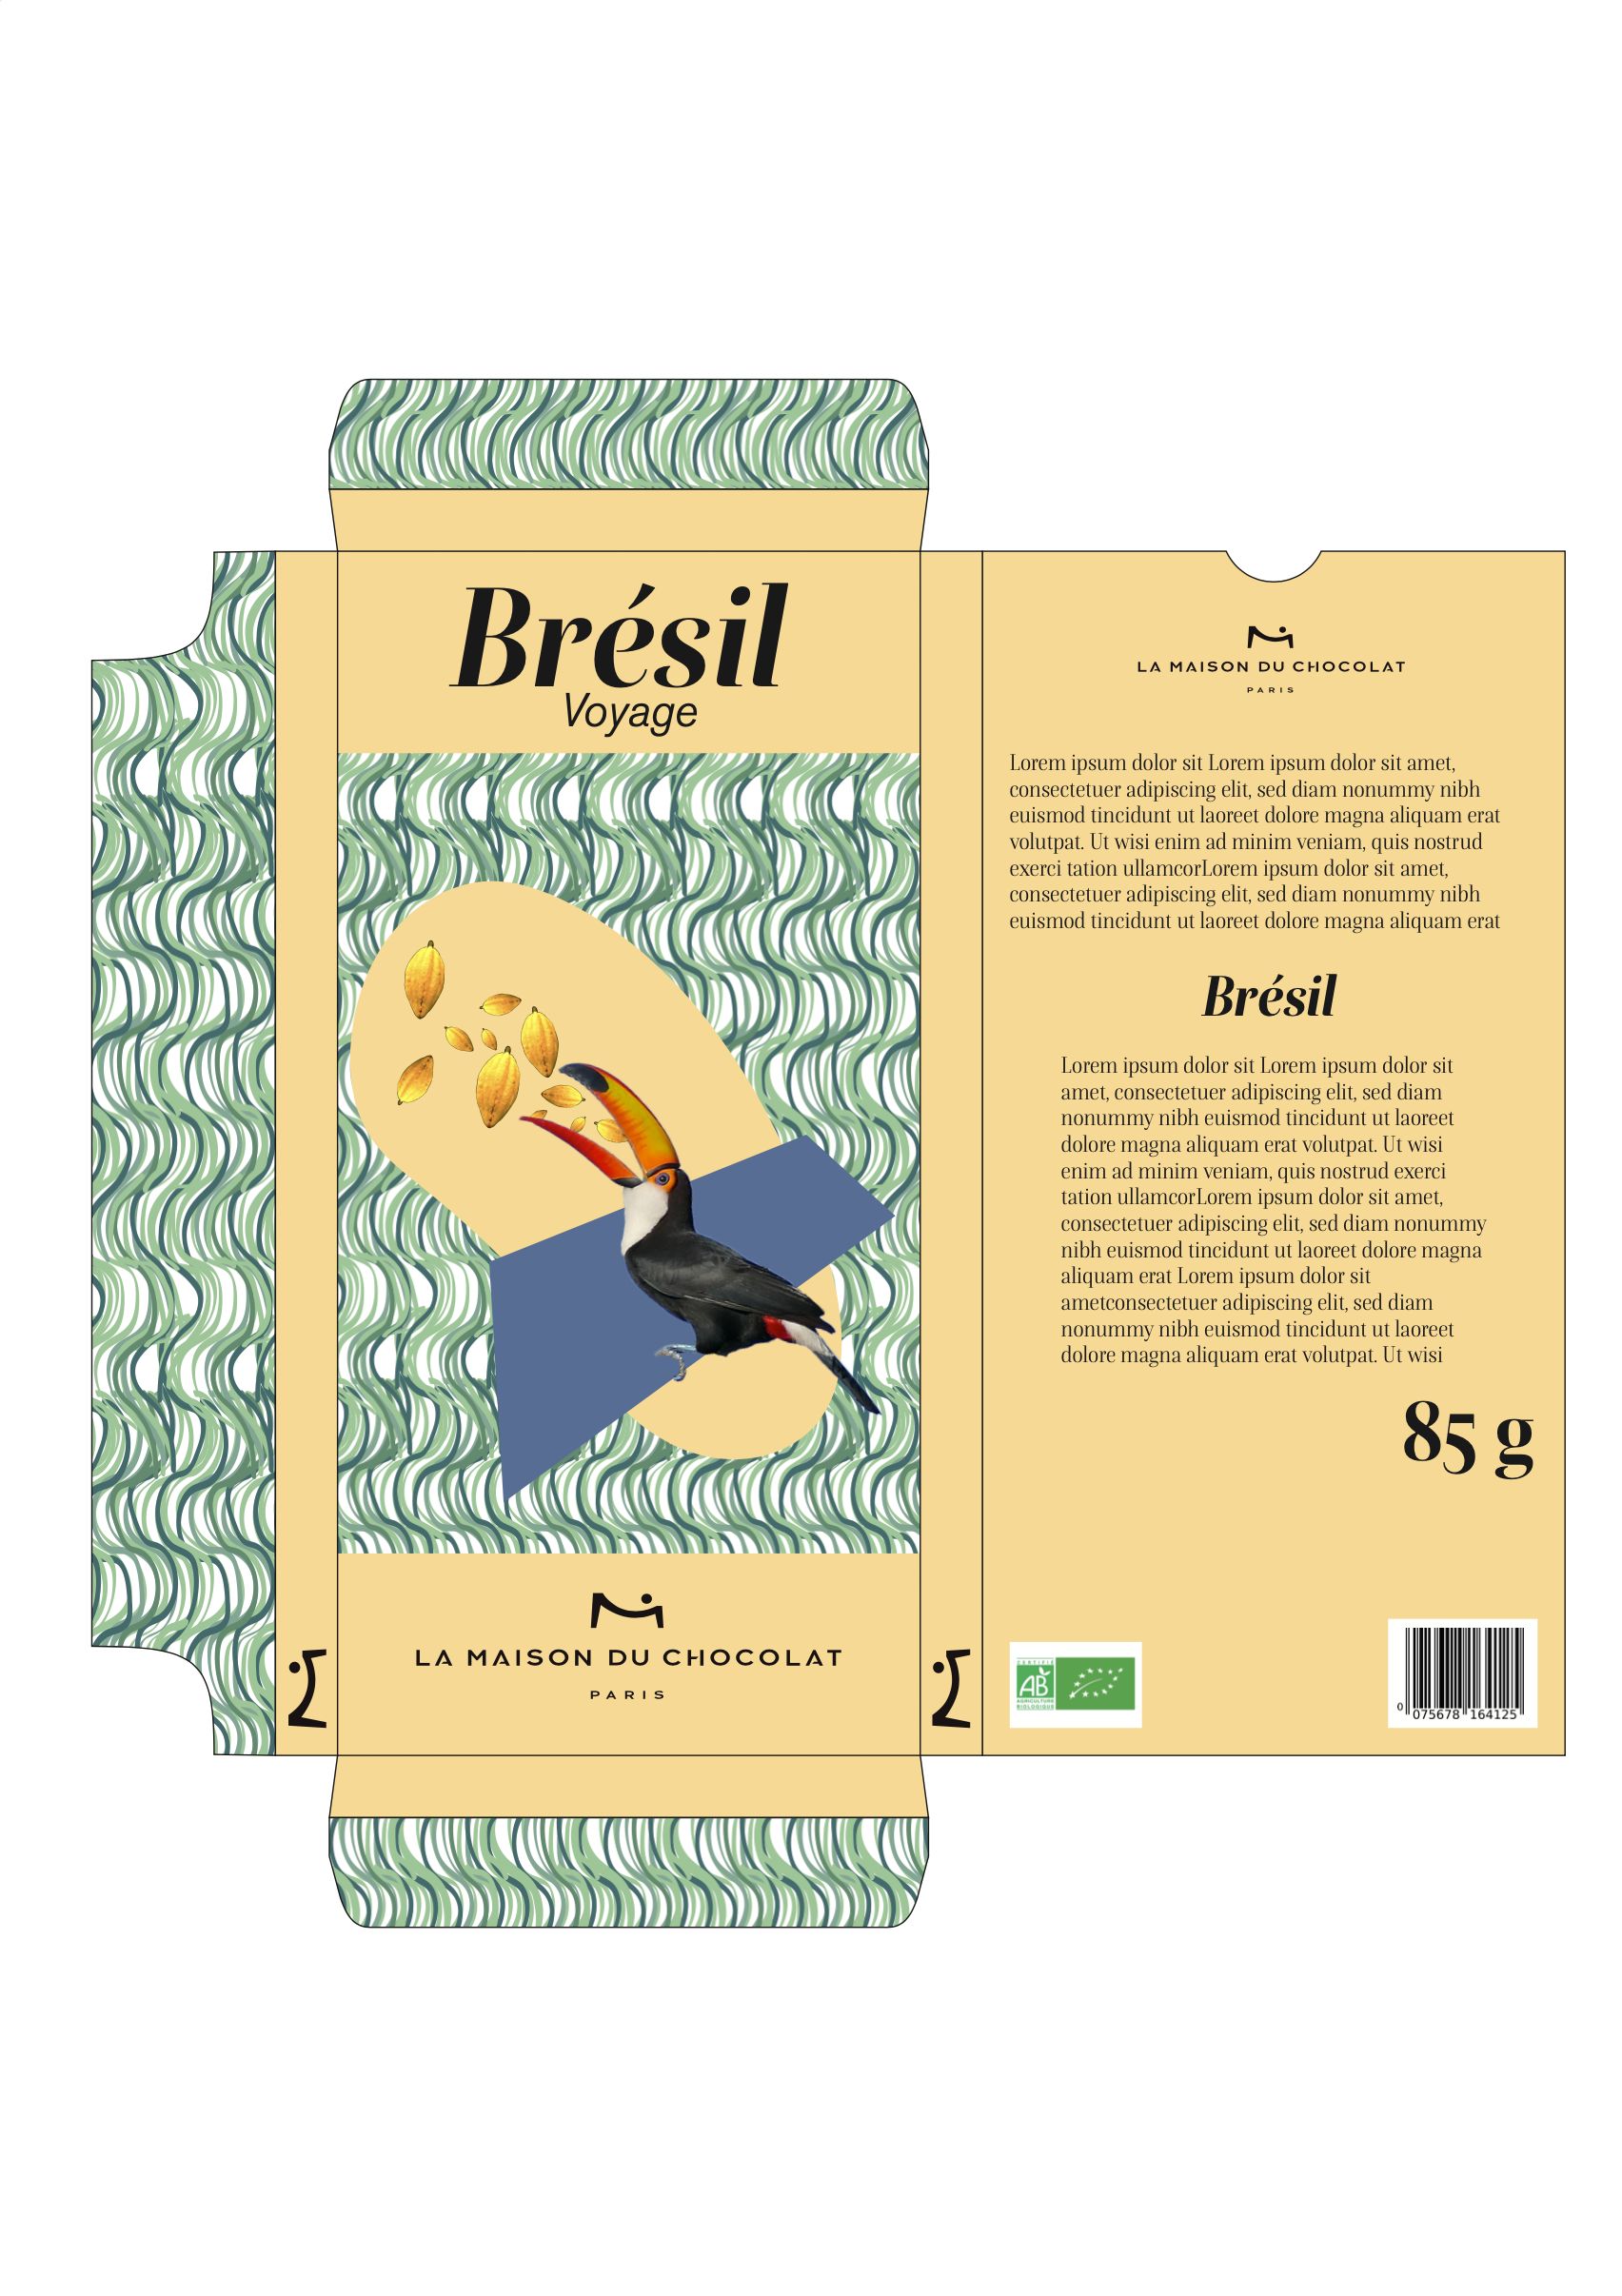 Brésil
Voyage
LA MAISON DU CHOCOLAT
PARIS
LA MAISON DU CHOCOLAT
PARIS
Lorem ipsum dolor sit Lorem ipsum dolor sit amet,
consectetuer adipiscing elit, sed diam nonummy nibh
euismod tincidunt ut laoreet dolore magna aliquam erat
volutpat. Ut wisi enim ad minim veniam, quis nostrud
exerci tation ullamcorLorem ipsum dolor sit amet,
consectetuer adipiscing elit, sed diam nonummy nibh
euismod tincidunt ut laoreet dolore magna aliquam erat
Brésil
Lorem ipsum dolor sit Lorem ipsum dolor sit
amet, consectetuer adipiscing elit, sed diam
nonummy nibh euismod tincidunt ut laoreet
dolore magna aliquam erat volutpat. Ut wisi
enim ad minim veniam, quis nostrud exerci
tation ullamcorLorem ipsum dolor sit amet,
consectetuer adipiscing elit, sed diam nonummy
nibh euismod tincidunt ut laoreet dolore magna
aliquam erat Lorem ipsum dolor sit
ametconsectetuer adipiscing elit, sed diam
nonummy nibh euismod tincidunt ut laoreet
dolore magna aliquam erat volutpat. Ut wisi
85 g
CERTIFIÉ
AB
AGRICULTURE
BIOLOGIQUE
0 075678 164125